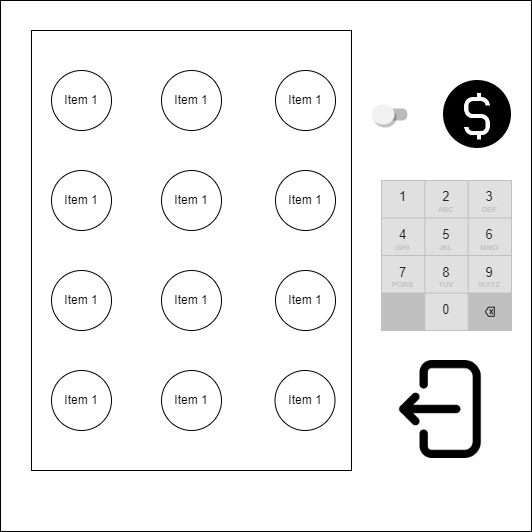 Item 1 Item 1 Item 1
$
1 2 3
ABC DEF
Item 1 Item 1 Item 1
4 5 6
GHI JKL MNO
7 8 9
PQRS TUV WXYZ
Item 1 Item 1 Item 1
0
Item 1 Item 1 Item 1